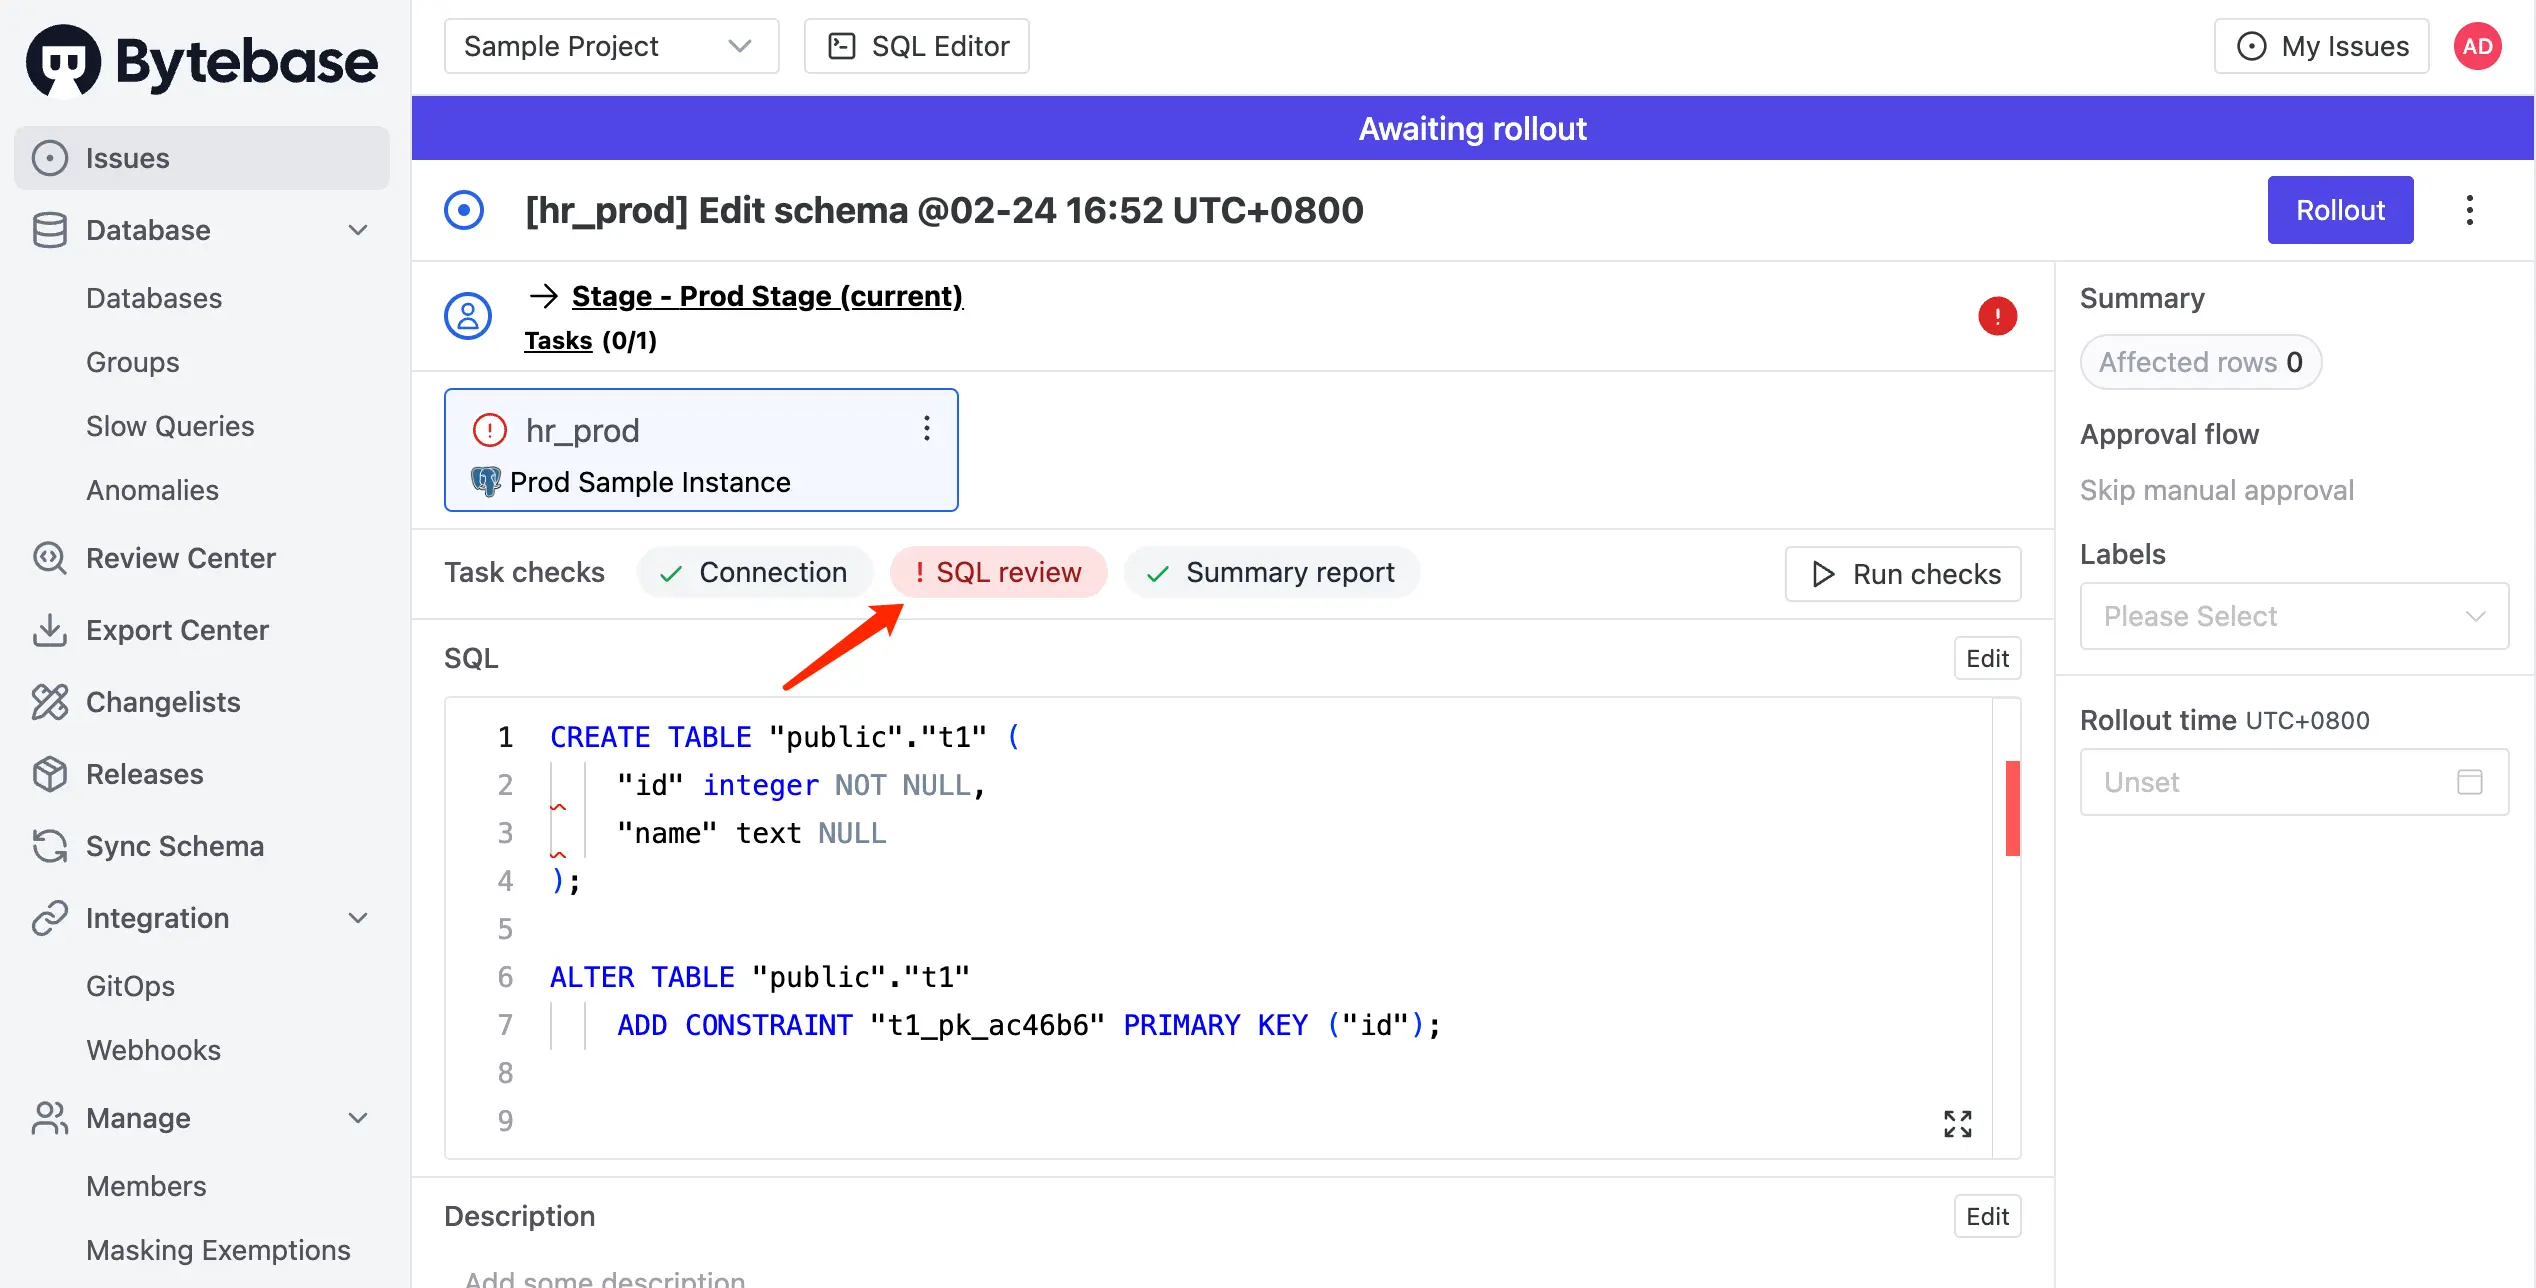 Bytebase
Sample Project
SQL Editor
My Issues
AD
Awaiting rollout
Issues
Database
Databases
Groups
Slow Queries
Anomalies
Review Center
Export Center
Changelists
Releases
Sync Schema
Integration
GitOps
Webhooks
Manage
Members
Masking Exemptions
[hr_prod] Edit schema @02-24 16:52 UTC+0800
Rollout
→ Stage - Prod Stage (current)
Tasks (0/1)
hr_prod
Prod Sample Instance
Task checks
Connection
! SQL review
Summary report
Run checks
SQL
Edit
1 CREATE TABLE "public"."t1" (
2 "id" integer NOT NULL,
3 "name" text NULL
4 );
5
6 ALTER TABLE "public"."t1"
7 ADD CONSTRAINT "t1_pk_ac46b6" PRIMARY KEY ("id");
8
9
Description
Edit
Add some description
Summary
Affected rows 0
Approval flow
Skip manual approval
Labels
Please Select
Rollout time UTC+0800
Unset